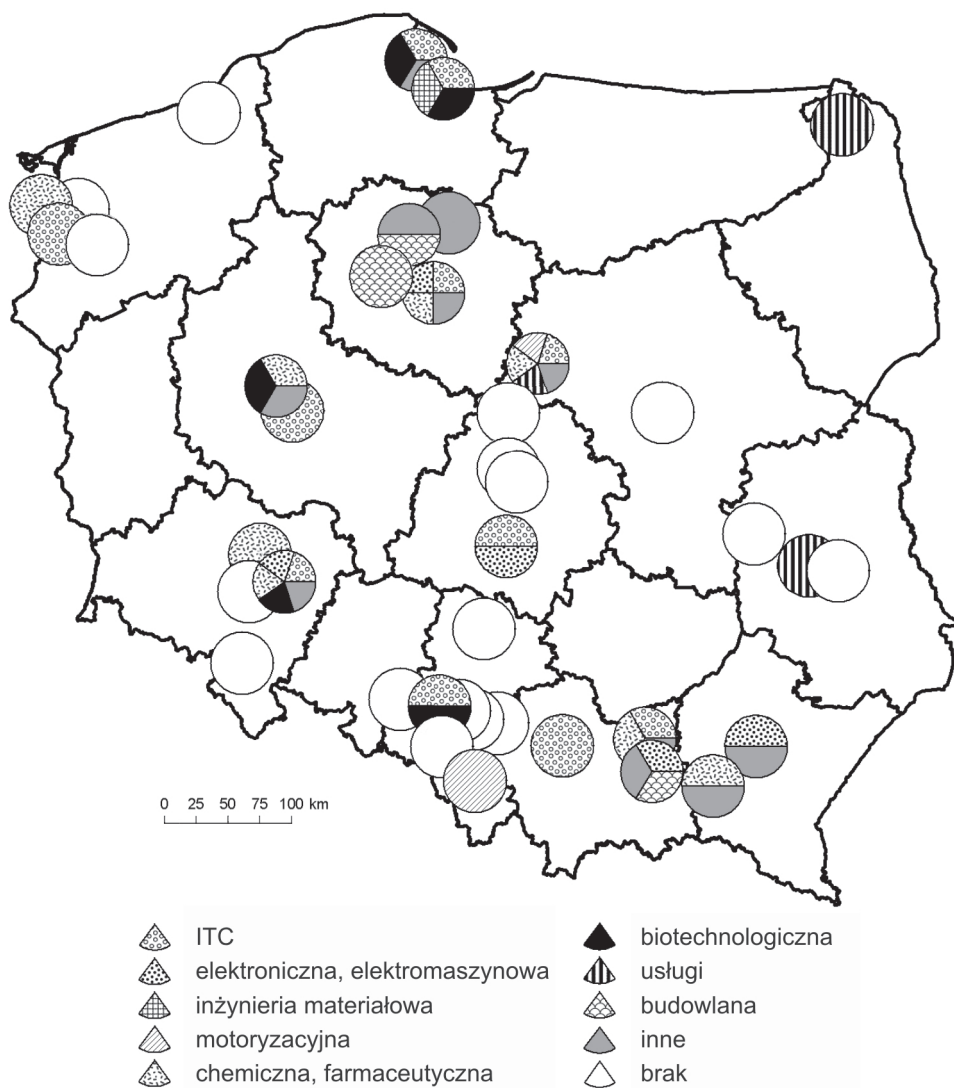 0 25 50 75 100 km
ITC
elektroniczna, elektromaszynowa
inżynieria materiałowa
motoryzacyjna
chemiczna, farmaceutyczna
biotechnologiczna
usługi
budowlana
inne
brak